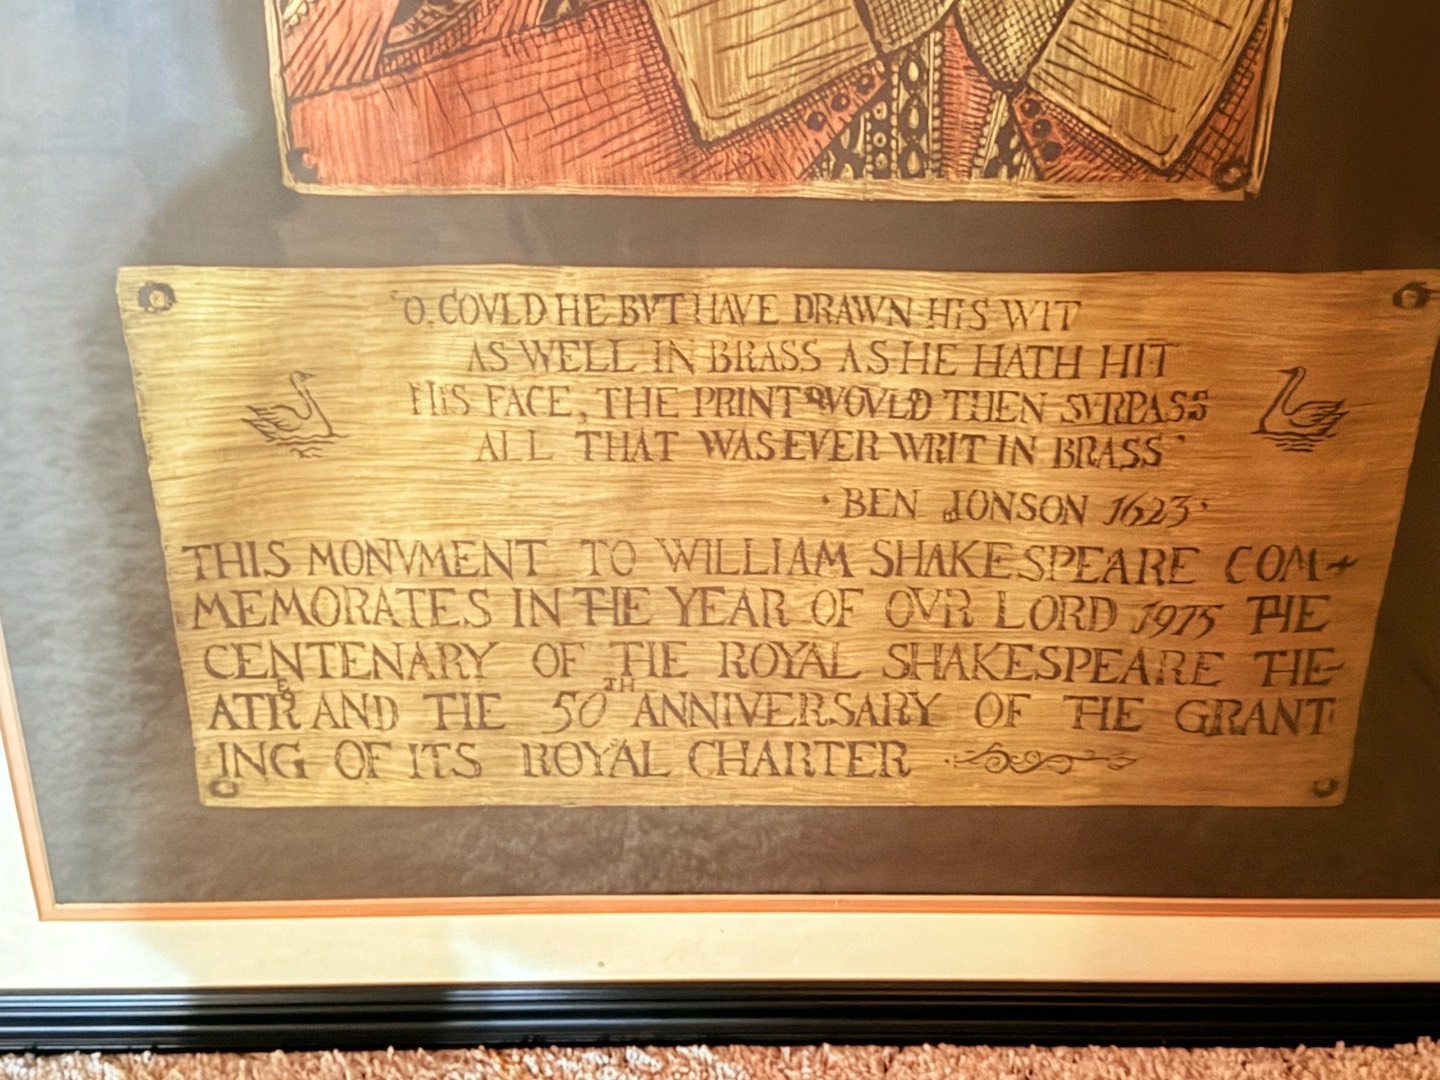 'O, COVLD HE BVT HAVE DRAWN HIS WIT
AS WELL IN BRASS AS HE HATH HIT
HIS FACE, THE PRINT WOVLD THEN SVRPASS
ALL THAT WAS EVER WRIT IN BRASS'
·BEN JONSON 1623·
THIS MONVMENT TO WILLIAM SHAKESPEARE COM-
MEMORATES IN THE YEAR OF OVR LORD 1975 THE
CENTENARY OF THE ROYAL SHAKESPEARE THE-
ATRE AND THE 50TH ANNIVERSARY OF THE GRANT
ING OF ITS ROYAL CHARTER